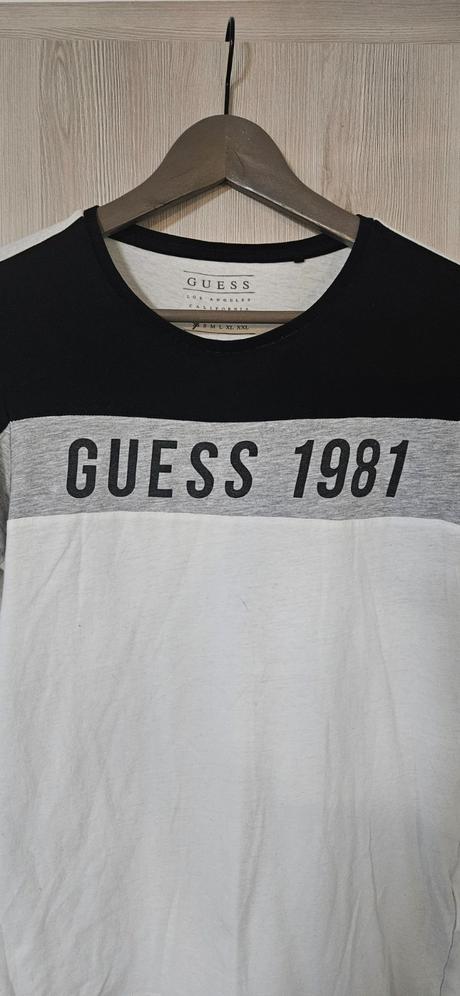 GUESS
LOS ANGELES
CALIFORNIA
S M L XL XXL
GUESS 1981